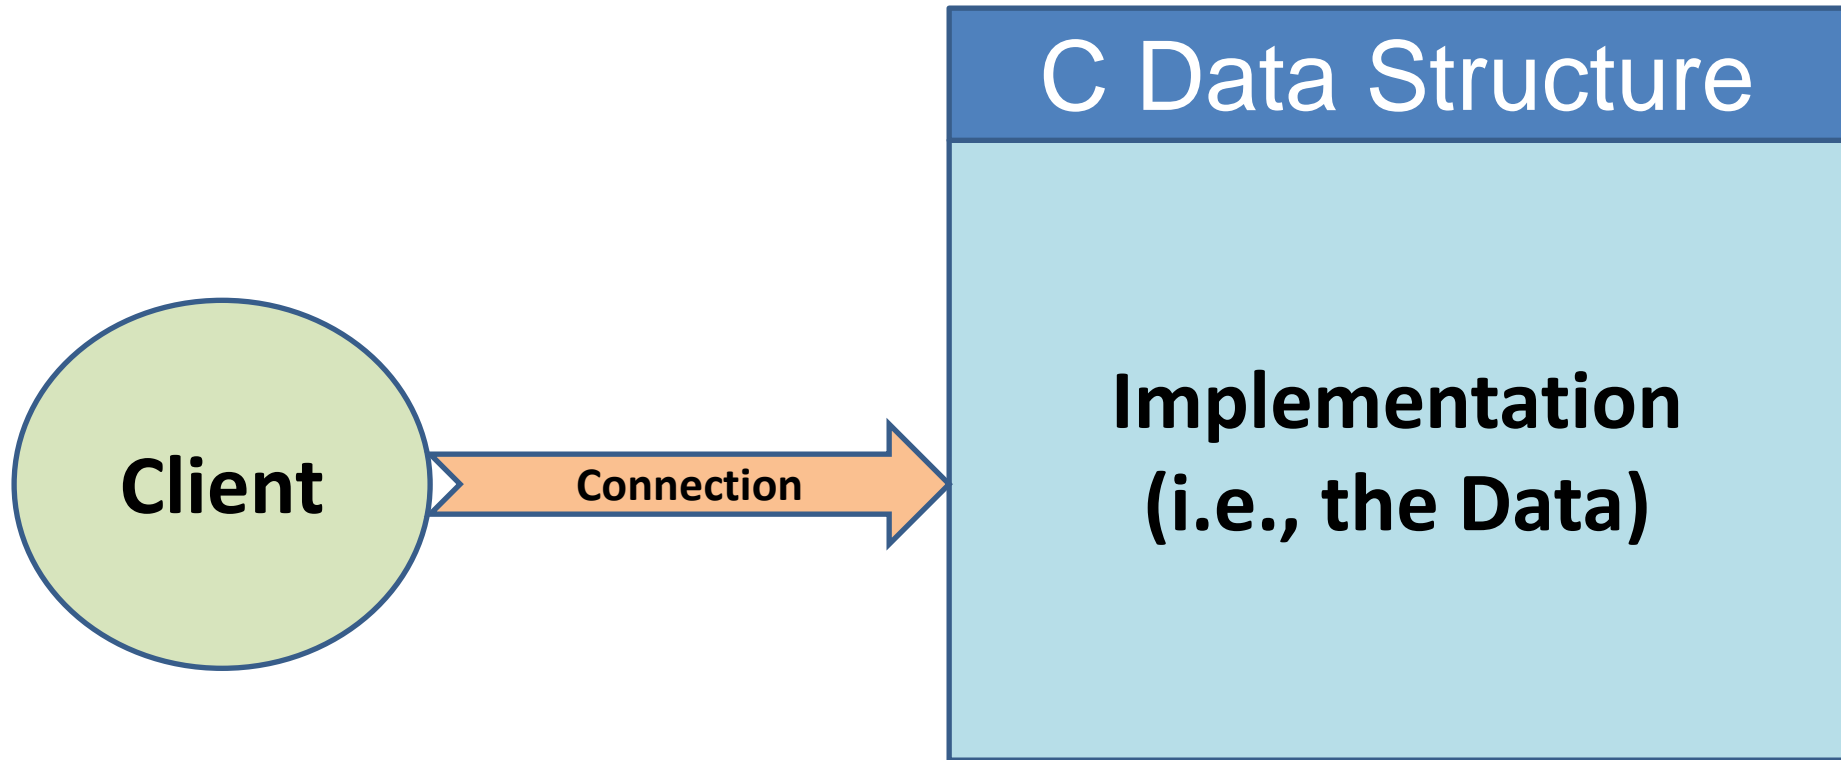 C Data Structure
Client
Connection
Implementation
(i.e., the Data)